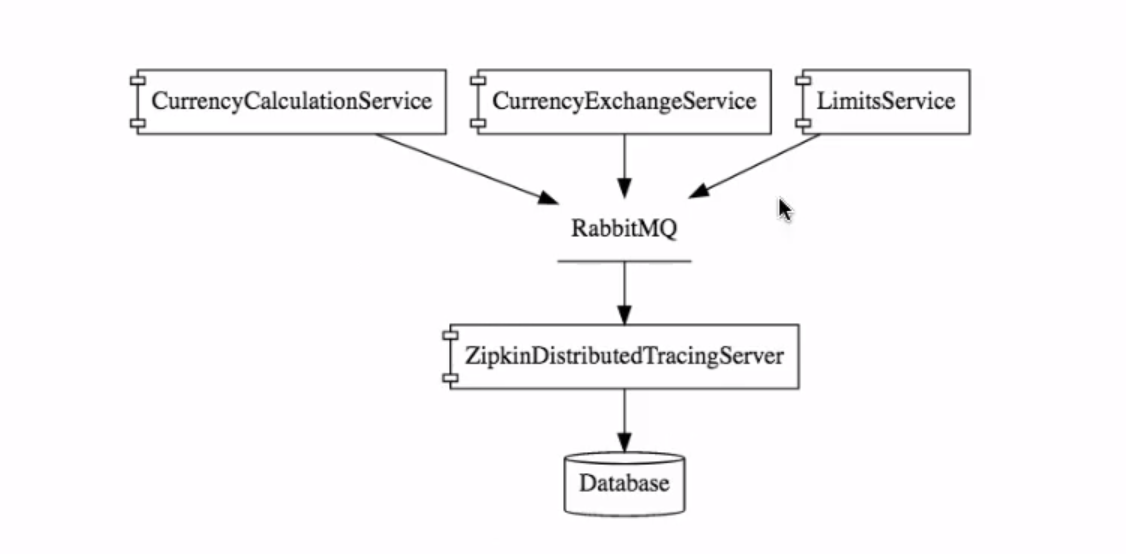 CurrencyCalculationService
CurrencyExchangeService
LimitsService
RabbitMQ
ZipkinDistributedTracingServer
Database